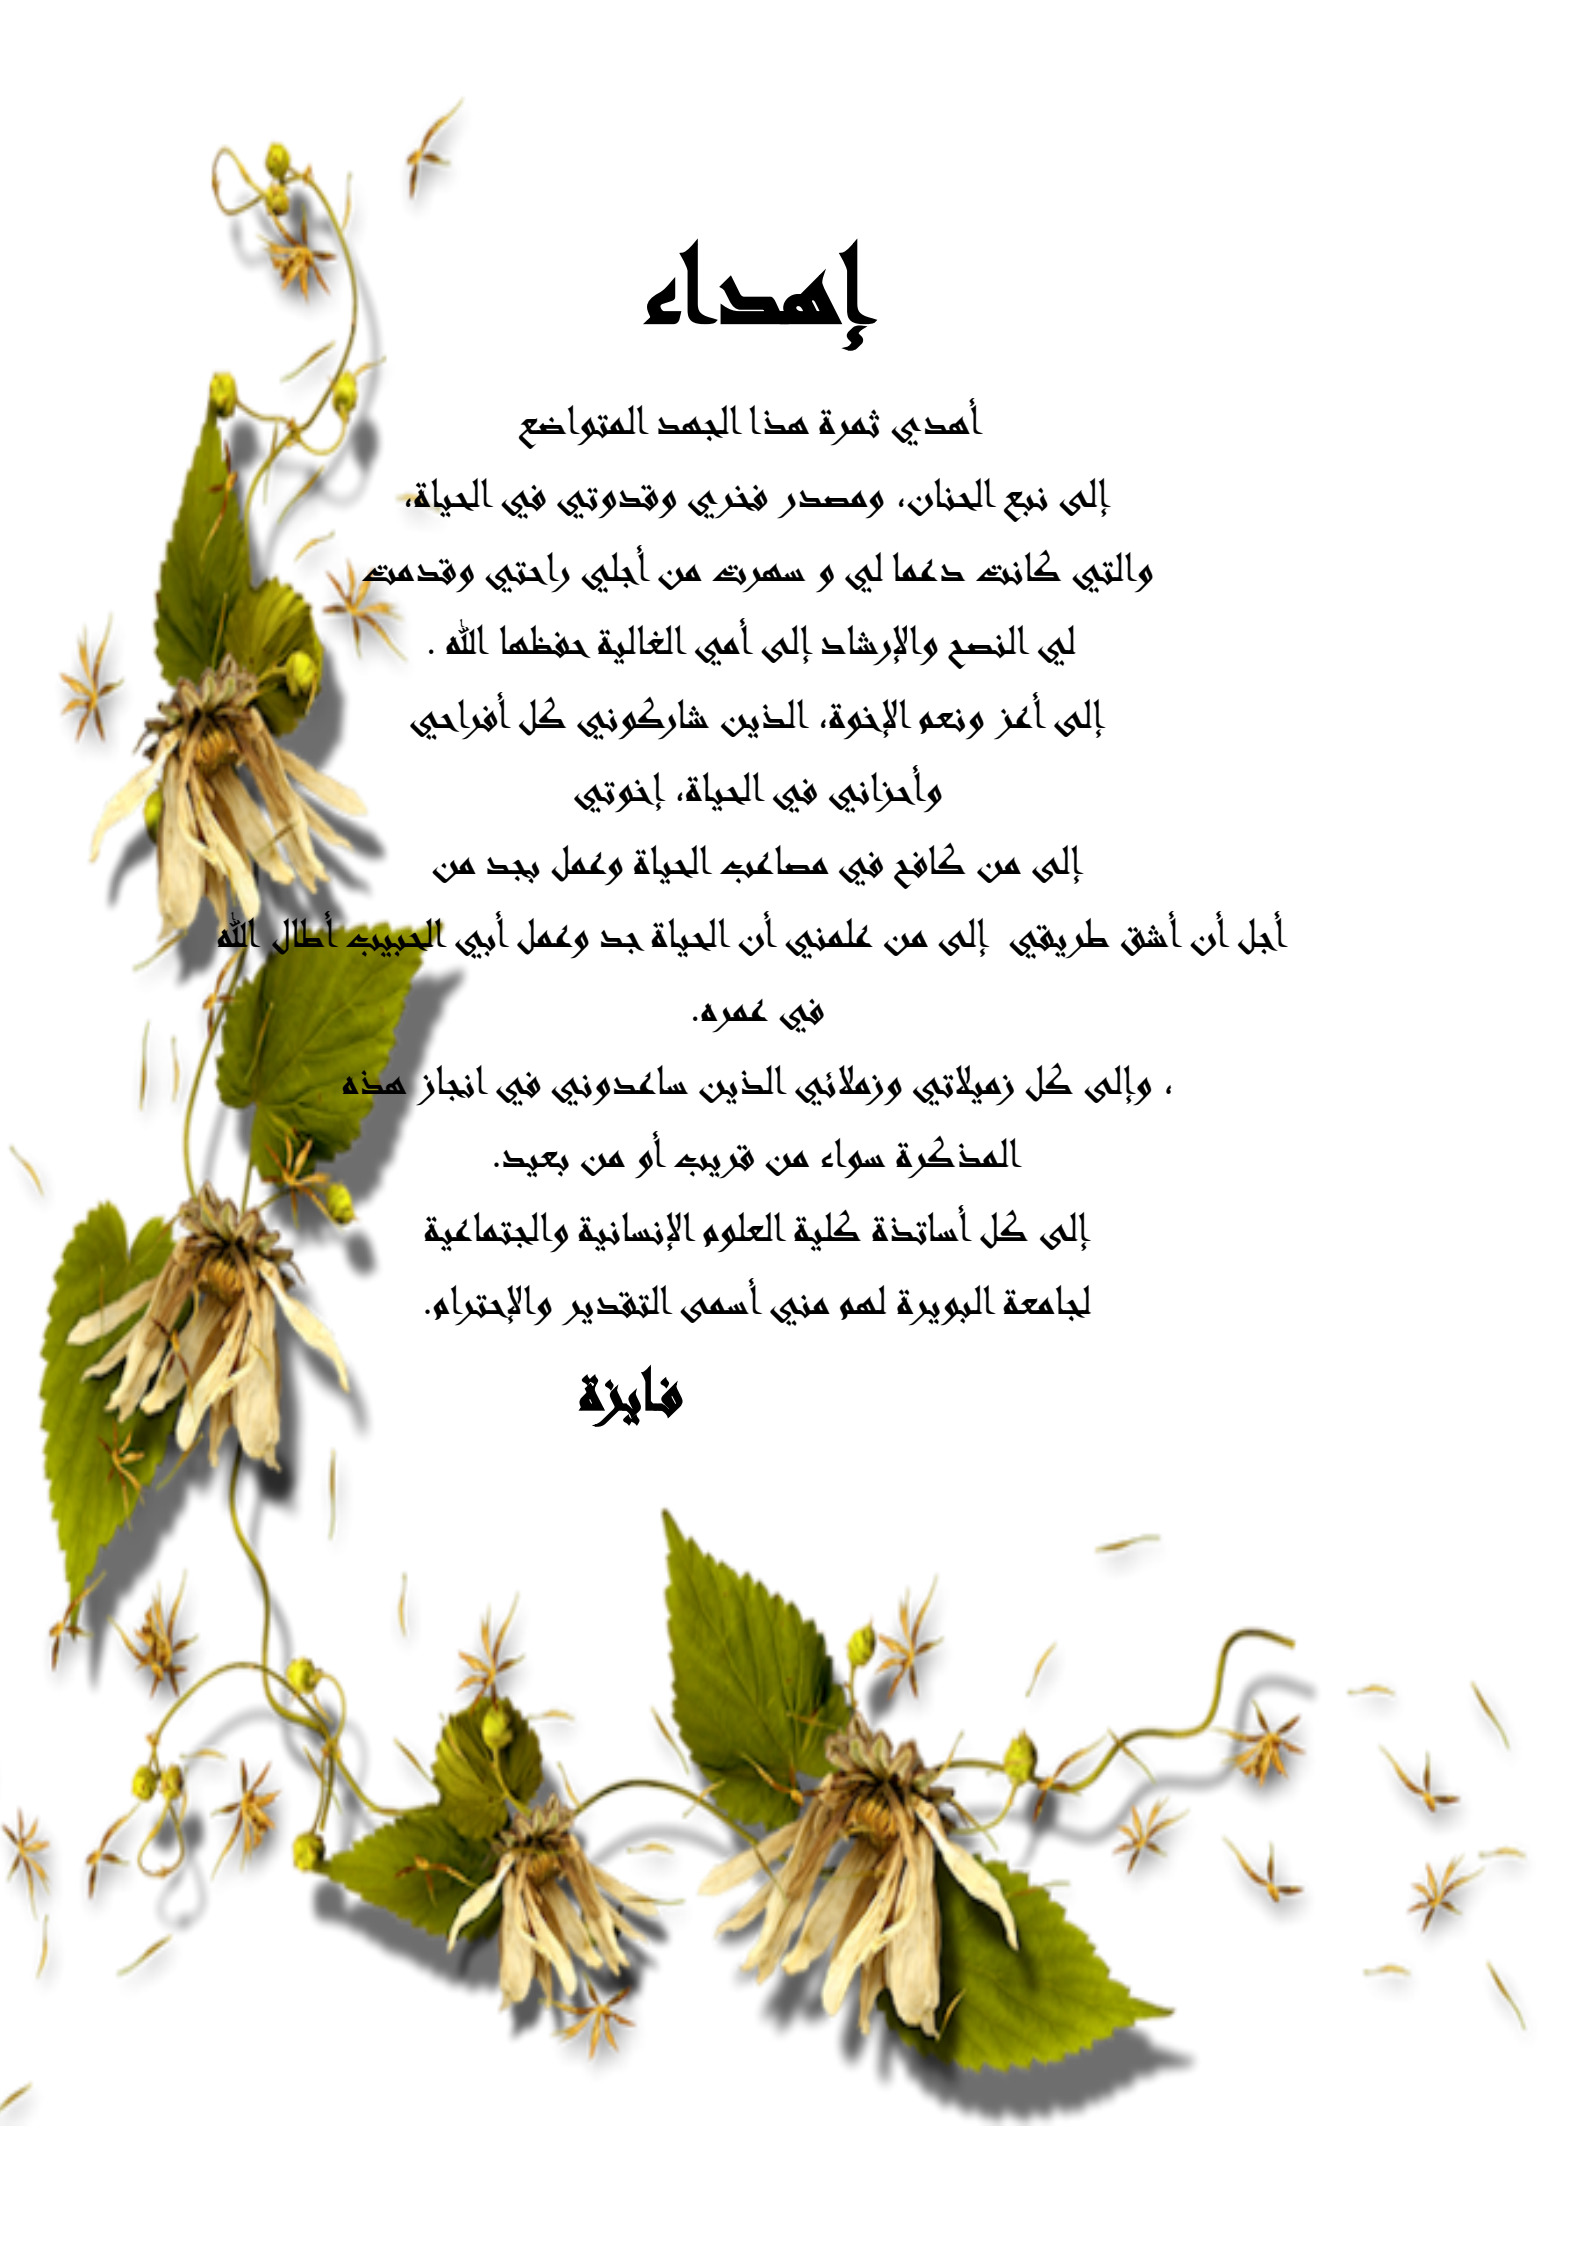 إهداء
أهدي ثمرة هذا الجهد المتواضع
إلى نبع الحنان، ومصدر فخري وقدوتي في الحياة،
والتي كانت دعما لي و سهرت من أجلي راحتي وقدمت
لي النصح والإرشاد إلى أمي الغالية حفظها الله .
إلى أعز ونعم الإخوة، الذين شاركوني كل أفراحي
وأحزاني في الحياة، إخوتي
إلى من كافح في مصاعب الحياة وعمل بجد من
أجل أن أشق طريقي إلى من علمني أن الحياة جد وعمل أبي الحبيب أطال الله
في عمره.
، وإلى كل زميلاتي وزملائي الذين ساعدوني في انجاز هذه
المذكرة سواء من قريب أو من بعيد.
إلى كل أساتذة كلية العلوم الإنسانية والجتماعية
لجامعة البويرة لهم مني أسمى التقدير والإحترام.
فايزة